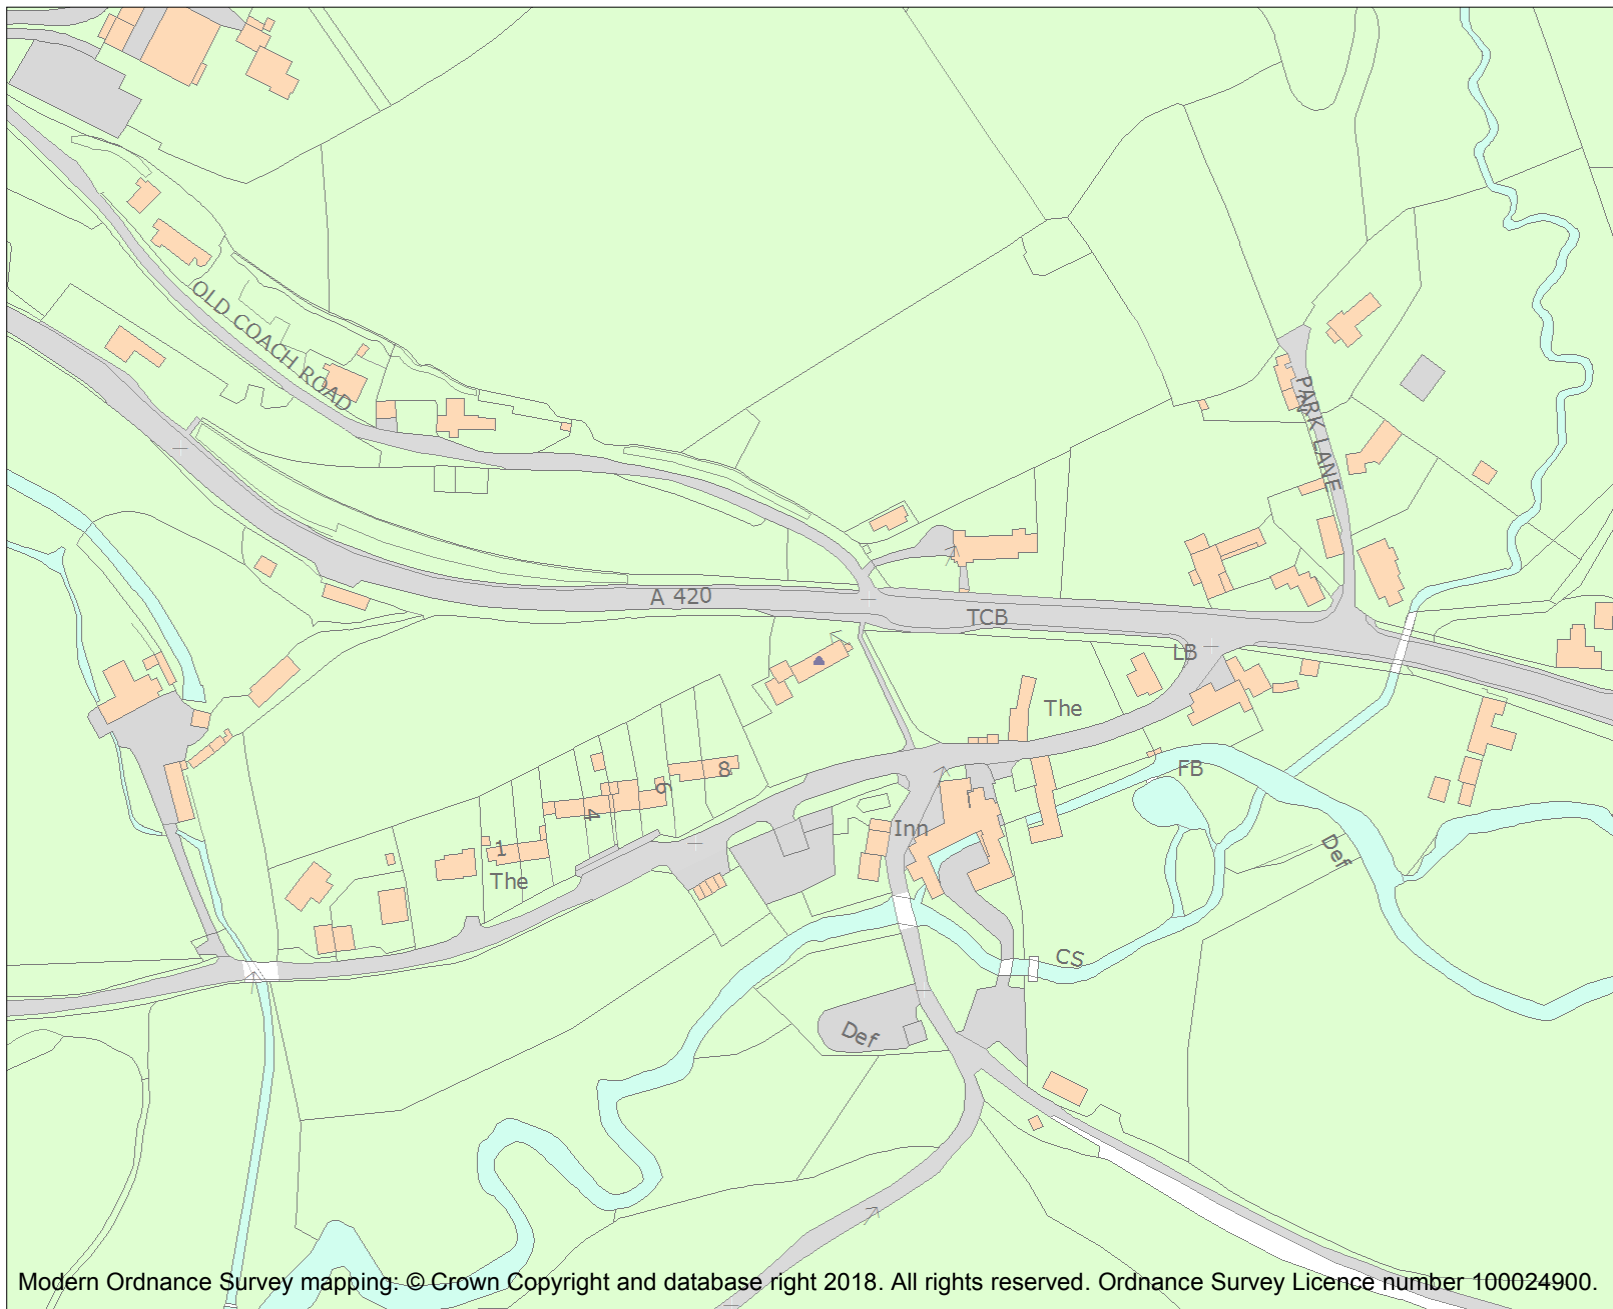 OLD COACH ROAD
PARK LANE
A 420
TCB
LB
The
FB
8
6
4
Inn
1
The
Def
CS
Def
Modern Ordnance Survey mapping: © Crown Copyright and database right 2018. All rights reserved. Ordnance Survey Licence number 100024900.